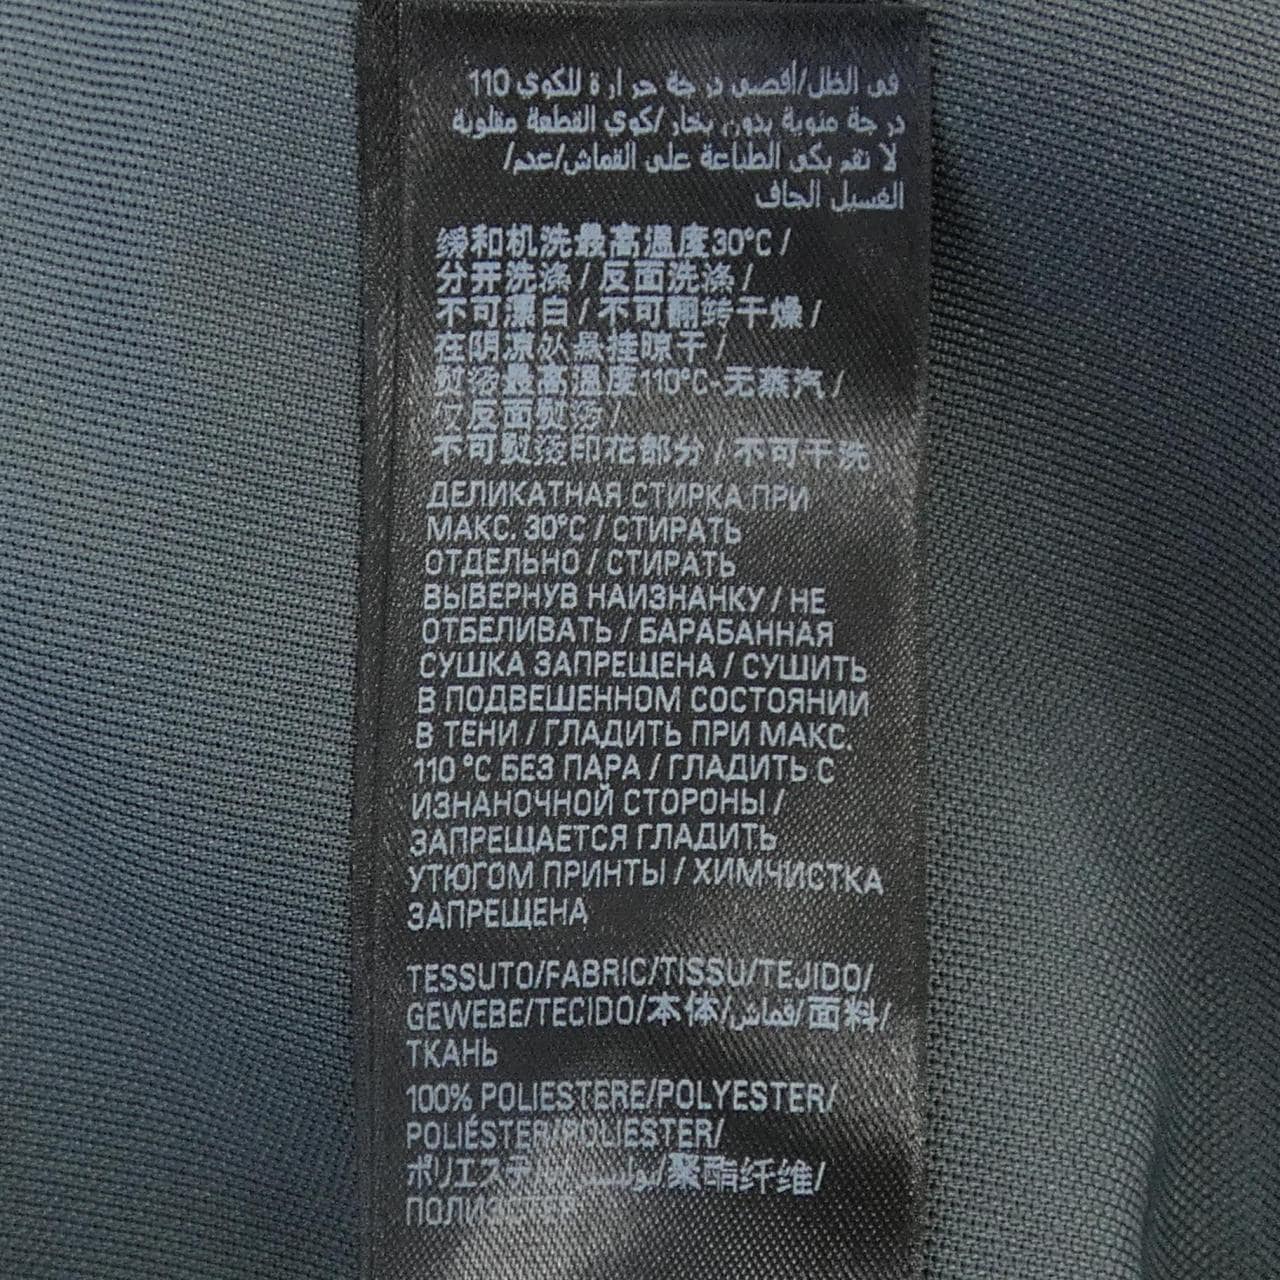 في الظل/أقصى درجة حرارة للكوي 110
درجة مئوية بدون بخار/كوي القطعة مقلوبة
لا تقم بكي الطباعة على القماش/عدم/
الغسيل الجاف
缓和机洗最高温度30°C /
分开洗涤 / 反面洗涤 /
不可漂白 / 不可翻转干燥 /
在阴凉处悬挂晾干 /
熨烫最高温度110°C-无蒸汽 /
仅反面熨烫 /
不可熨烫印花部分 / 不可干洗
ДЕЛИКАТНАЯ СТИРКА ПРИ
МАКС. 30°C / СТИРАТЬ
ОТДЕЛЬНО / СТИРАТЬ
ВЫВЕРНУВ НАИЗНАНКУ / НЕ
ОТБЕЛИВАТЬ / БАРАБАННАЯ
СУШКА ЗАПРЕЩЕНА / СУШИТЬ
В ПОДВЕШЕННОМ СОСТОЯНИИ
В ТЕНИ / ГЛАДИТЬ ПРИ МАКС.
110 °C БЕЗ ПАРА / ГЛАДИТЬ С
ИЗНАНОЧНОЙ СТОРОНЫ /
ЗАПРЕЩАЕТСЯ ГЛАДИТЬ
УТЮГОМ ПРИНТЫ / ХИМЧИСТКА
ЗАПРЕЩЕНА
TESSUTO/FABRIC/TISSU/TEJIDO/
GEWEBE/TECIDO/本体/قماش/面料/
ТКАНЬ
100% POLIESTERE/POLYESTER/
POLIÉSTER/POLIESTER/
/聚酯纤维/